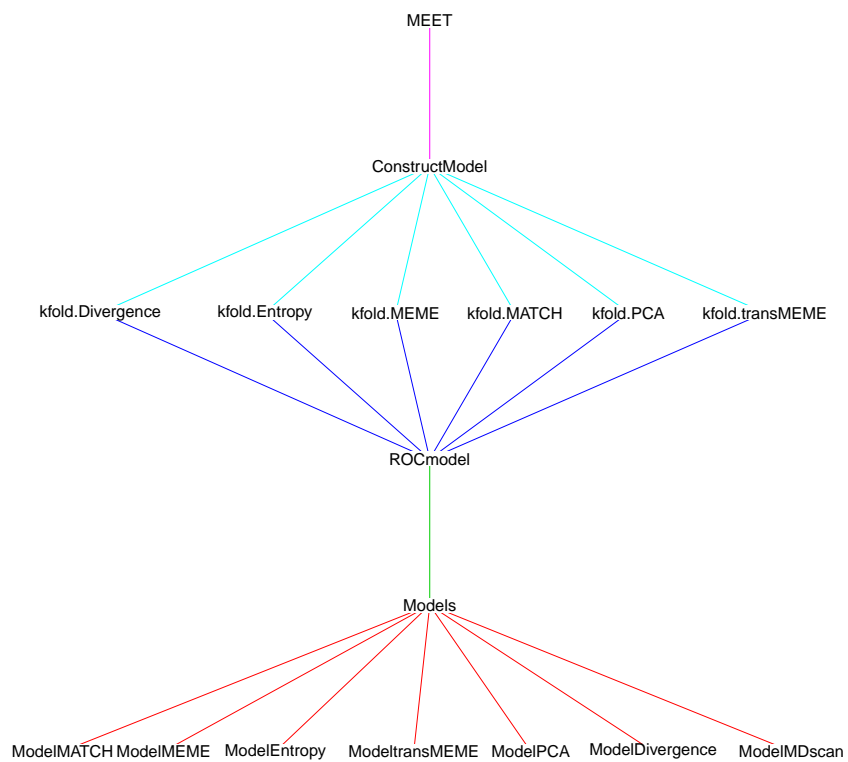 MEET
ConstructModel
kfold.Divergence kfold.Entropy kfold.MEME kfold.MATCH kfold.PCA kfold.transMEME
ROCmodel
Models
ModelMATCH ModelMEME ModelEntropy ModeltransMEME ModelPCA ModelDivergence ModelMDscan